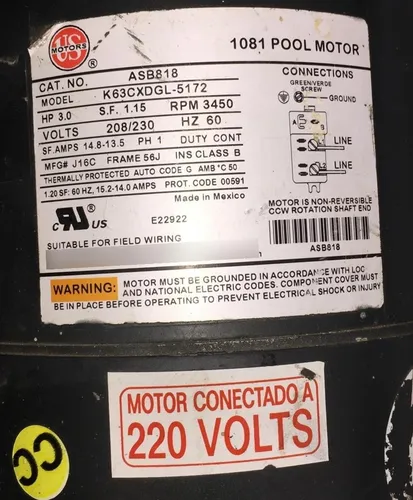 US
MOTORS
®
1081 POOL MOTOR
CAT. NO. ASB818
MODEL K63CXDGL-5172
HP 3.0 S.F. 1.15 RPM 3450
VOLTS 208/230 HZ 60
SF. AMPS 14.8-13.5 PH 1 DUTY CONT
MFG# J16C FRAME 56J INS CLASS B
THERMALLY PROTECTED AUTO CODE G AMB °C 50
1.20 SF: 60 HZ, 15.2-14.0 AMPS PROT. CODE 00591
Made in Mexico
c RU ® US E22922
SUITABLE FOR FIELD WIRING
CONNECTIONS
GREEN/VERDE
SCREW
GROUND
A
LINE
L2
LINE
MOTOR IS NON-REVERSIBLE
CCW ROTATION SHAFT END
ASB818
WARNING: MOTOR MUST BE GROUNDED IN ACCORDANCE WITH LOC
AND NATIONAL ELECTRIC CODES. COMPONENT COVER MUST
BE IN PLACE BEFORE OPERATING TO PREVENT ELECTRICAL SHOCK OR INJURY
MOTOR CONECTADO A
220 VOLTS
CC